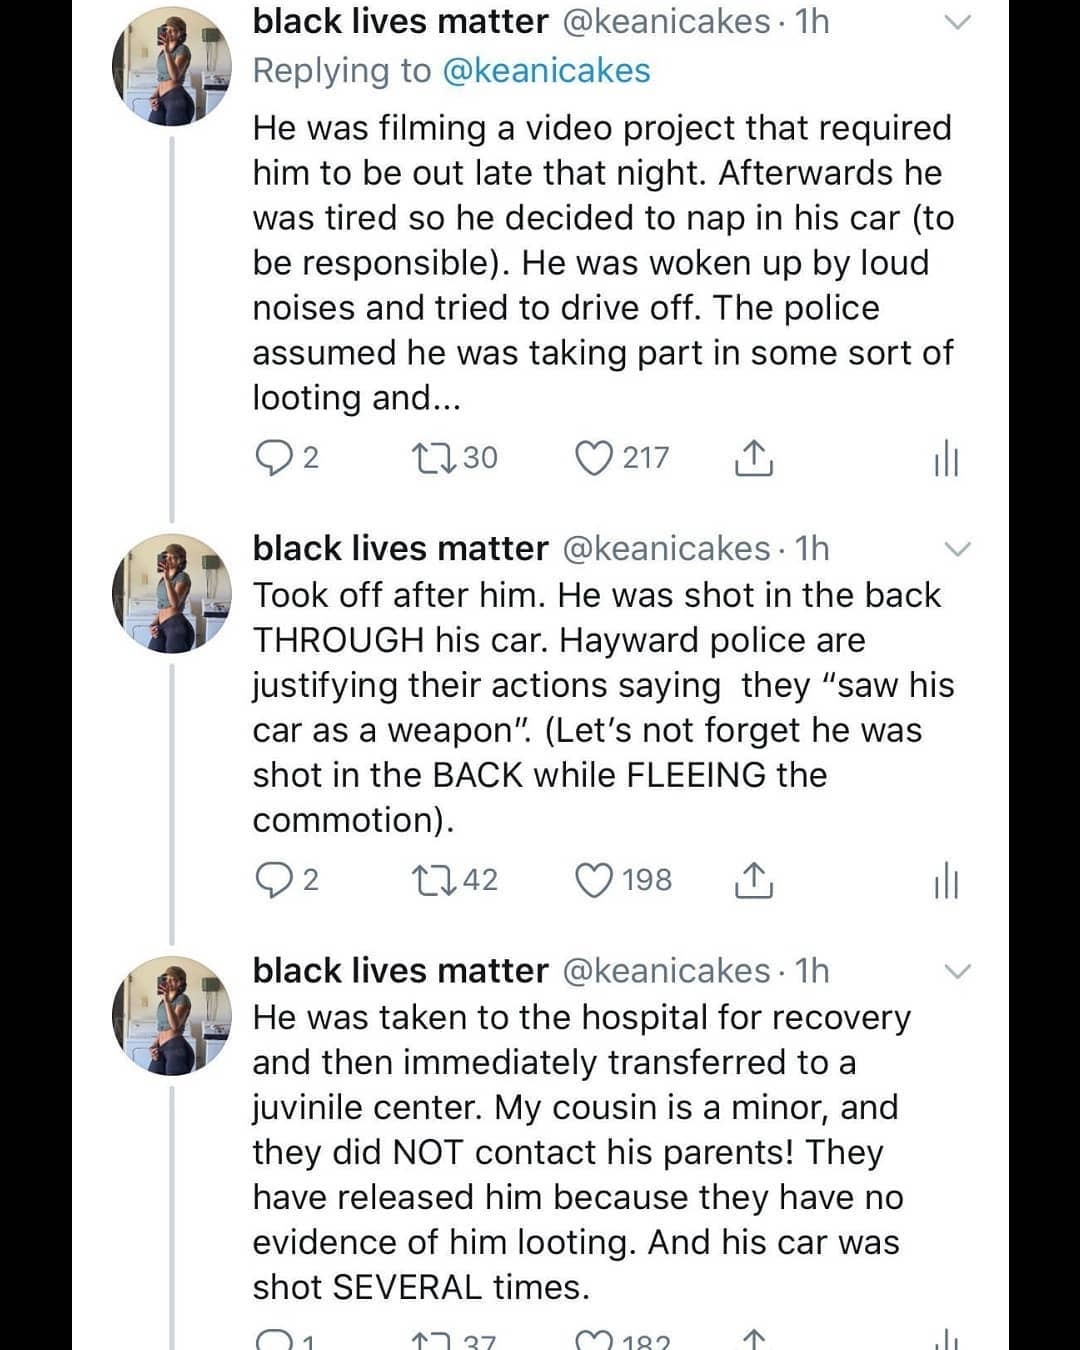 black lives matter @keanicakes · 1h
Replying to @keanicakes
He was filming a video project that required
him to be out late that night. Afterwards he
was tired so he decided to nap in his car (to
be responsible). He was woken up by loud
noises and tried to drive off. The police
assumed he was taking part in some sort of
looting and...
2 30 217
black lives matter @keanicakes · 1h
Took off after him. He was shot in the back
THROUGH his car. Hayward police are
justifying their actions saying they “saw his
car as a weapon”. (Let’s not forget he was
shot in the BACK while FLEEING the
commotion).
2 42 198
black lives matter @keanicakes · 1h
He was taken to the hospital for recovery
and then immediately transferred to a
juvinile center. My cousin is a minor, and
they did NOT contact his parents! They
have released him because they have no
evidence of him looting. And his car was
shot SEVERAL times.
1 37 182